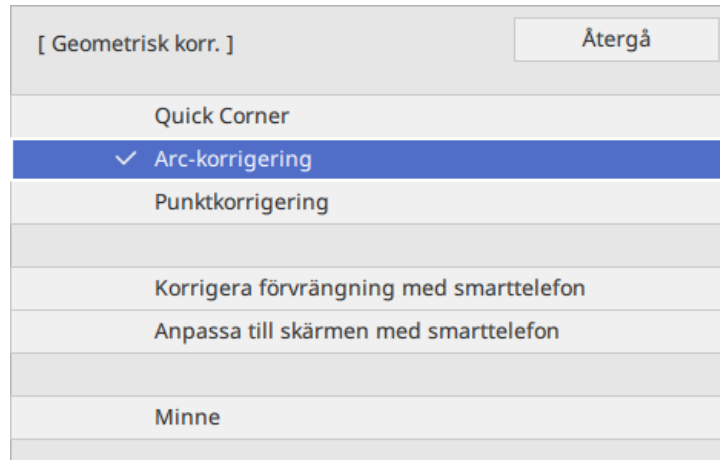 [ Geometrisk korr. ]
Återgå
Quick Corner
Arc-korrigering
Punktkorrigering
Korrigera förvrängning med smarttelefon
Anpassa till skärmen med smarttelefon
Minne